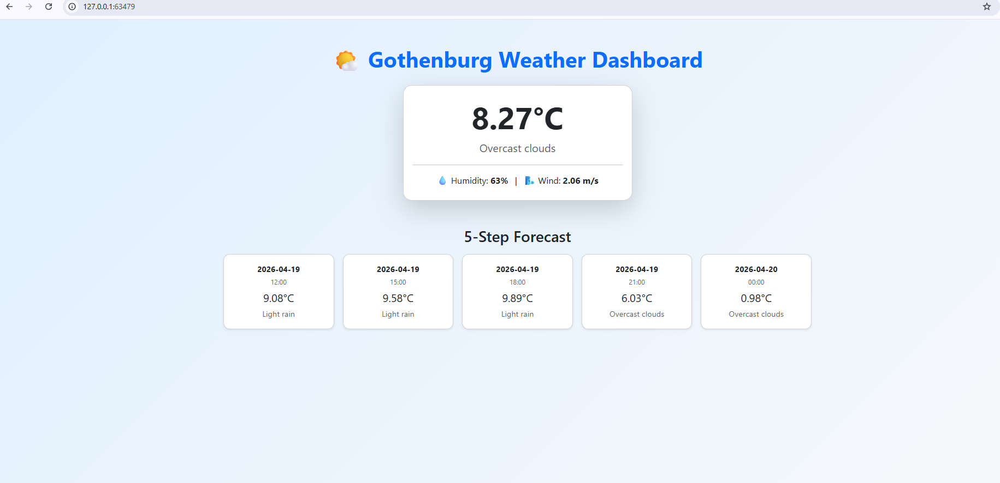 127.0.0.1:63479
Gothenburg Weather Dashboard
8.27°C
Overcast clouds
Humidity: 63% | Wind: 2.06 m/s
5-Step Forecast
2026-04-19
12:00
9.08°C
Light rain
2026-04-19
15:00
9.58°C
Light rain
2026-04-19
18:00
9.89°C
Light rain
2026-04-19
21:00
6.03°C
Overcast clouds
2026-04-20
00:00
0.98°C
Overcast clouds